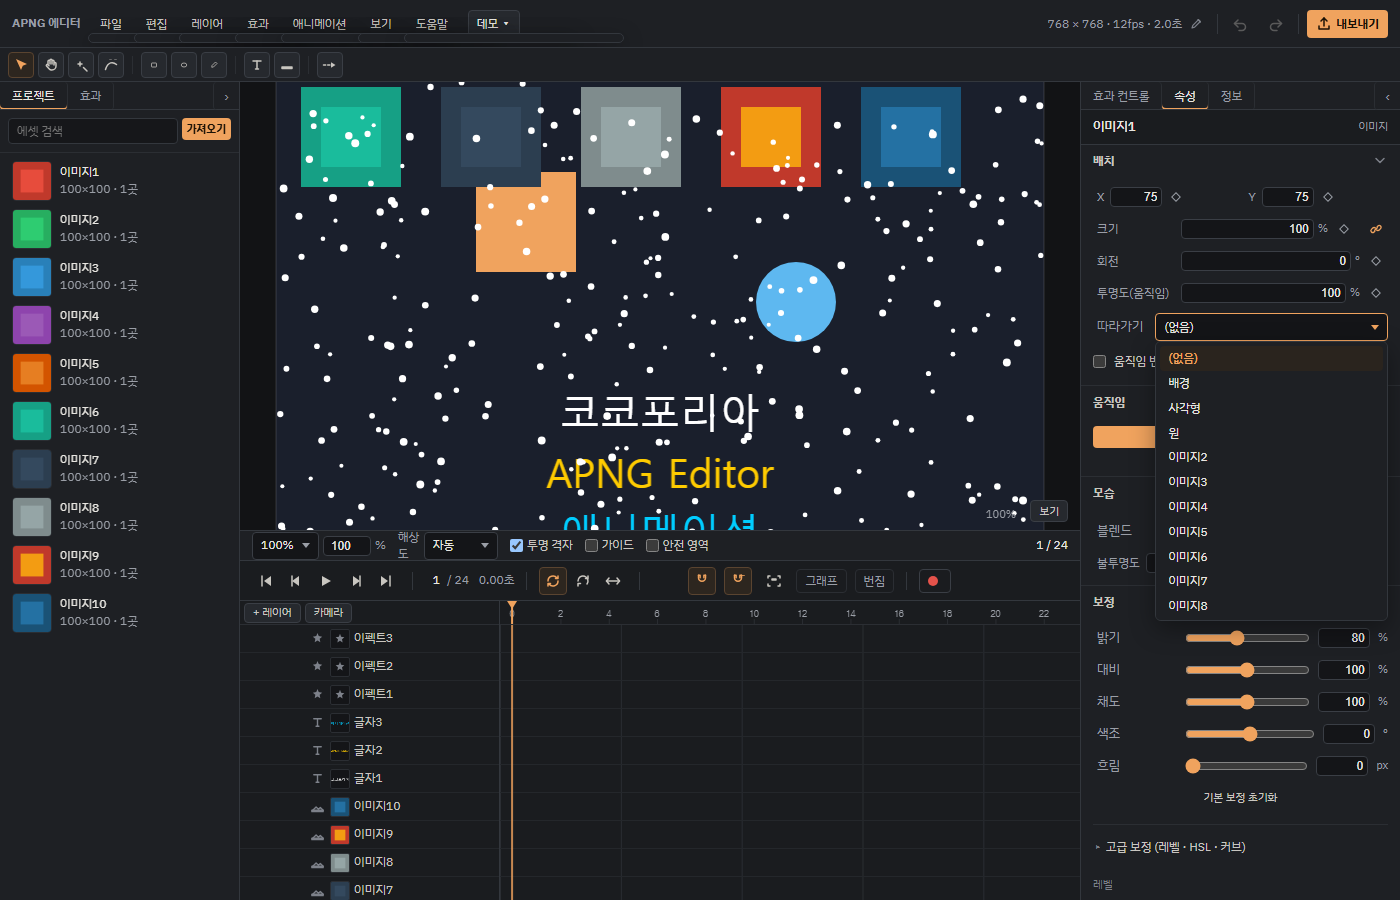 APNG 에디터 파일 편집 레이어 효과 애니메이션 보기 도움말 데모 ▾ 768 × 768 · 12fps · 2.0초 내보내기
프로젝트 효과
에셋 검색 가져오기
이미지1
100×100 · 1곳
이미지2
100×100 · 1곳
이미지3
100×100 · 1곳
이미지4
100×100 · 1곳
이미지5
100×100 · 1곳
이미지6
100×100 · 1곳
이미지7
100×100 · 1곳
이미지8
100×100 · 1곳
이미지9
100×100 · 1곳
이미지10
100×100 · 1곳
코코포리아
APNG Editor
애니메이션
100% 보기
100% 100 % 해상도 자동 투명 격자 가이드 안전 영역 1 / 24
1 / 24 0.00초 그래프 번짐
+ 레이어 카메라 0 2 4 6 8 10 12 14 16 18 20 22
이펙트3
이펙트2
이펙트1
글자3
글자2
글자1
이미지10
이미지9
이미지8
이미지7
효과 컨트롤 속성 정보
이미지1 이미지
배치
X 75 Y 75
크기 100 %
회전 0 °
투명도(움직임) 100 %
따라가기 (없음)
움직임
(없음)
배경
사각형
원
이미지2
이미지3
이미지4
이미지5
이미지6
이미지7
이미지8
움직임
모습
블렌드
불투명도
보정
밝기 80 %
대비 100 %
채도 100 %
색조 0 °
흐림 0 px
기본 보정 초기화
고급 보정 (레벨 · HSL · 커브)
레벨